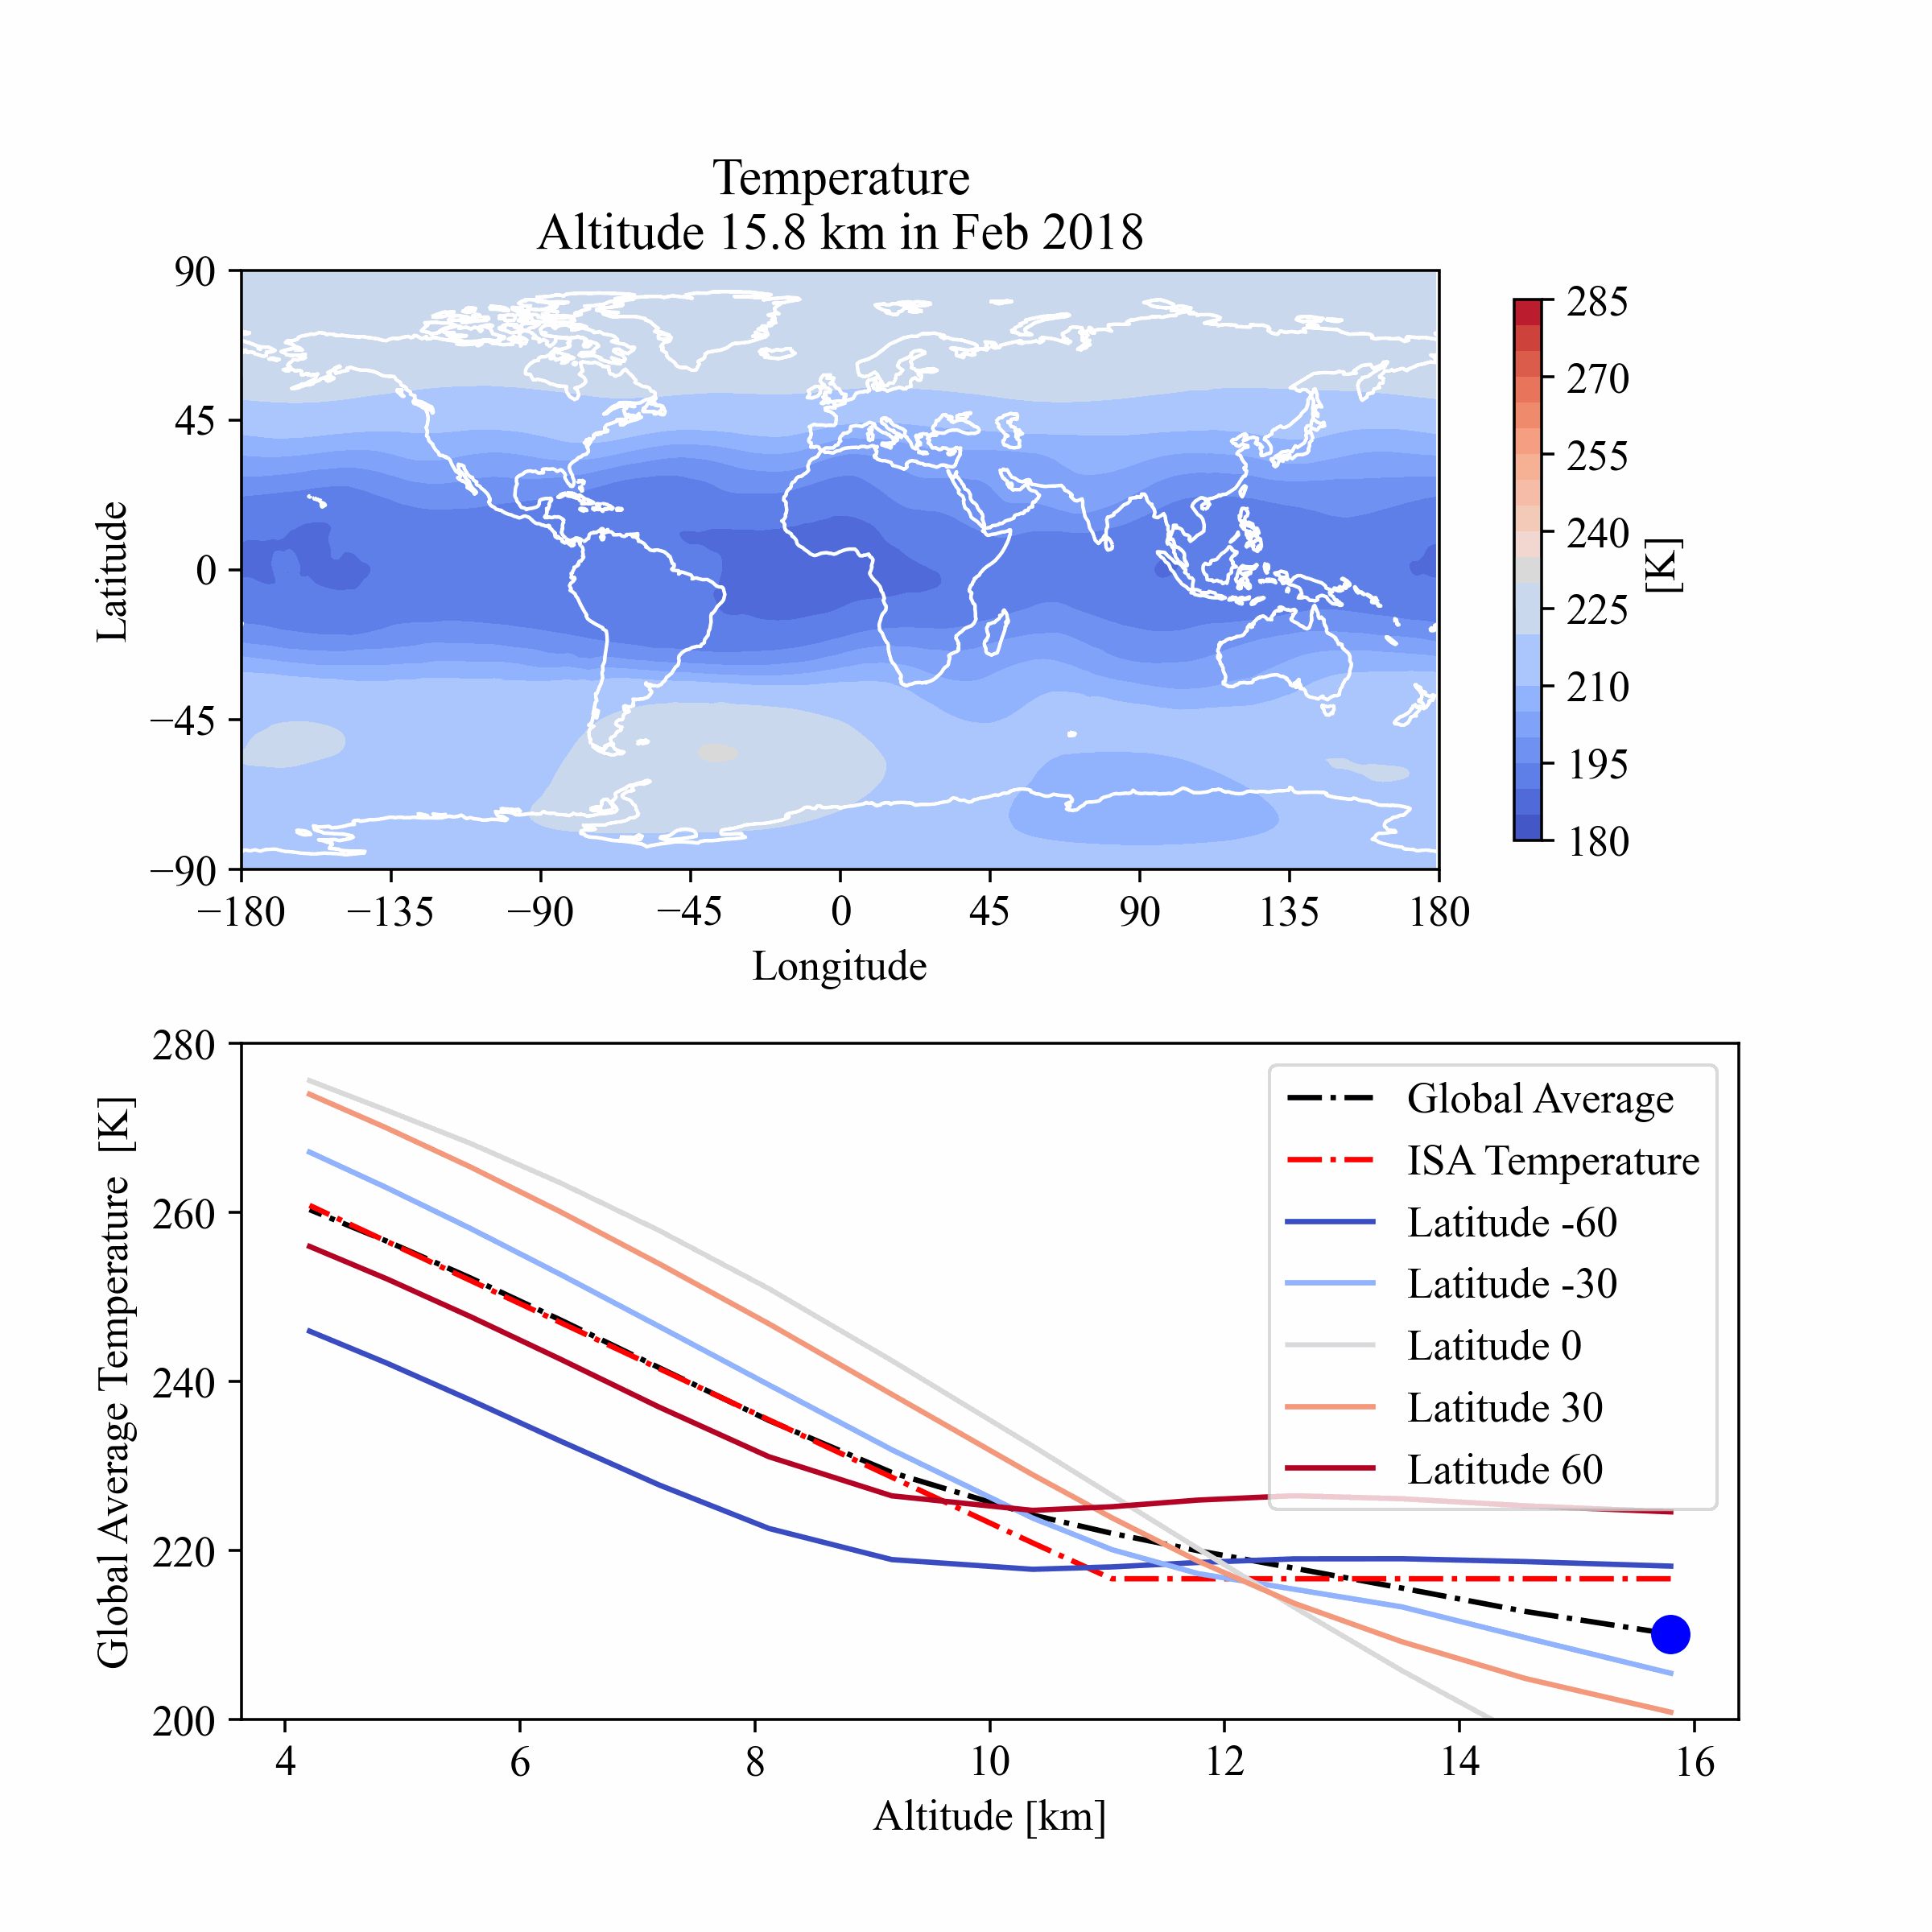 Temperature
Altitude 15.8 km in Feb 2018
90
45
0
−45
−90
Latitude
−180 −135 −90 −45 0 45 90 135 180
Longitude
285
270
255
240
225
210
195
180
[K]
280
260
240
220
200
Global Average Temperature [K]
Global Average
ISA Temperature
Latitude -60
Latitude -30
Latitude 0
Latitude 30
Latitude 60
4 6 8 10 12 14 16
Altitude [km]